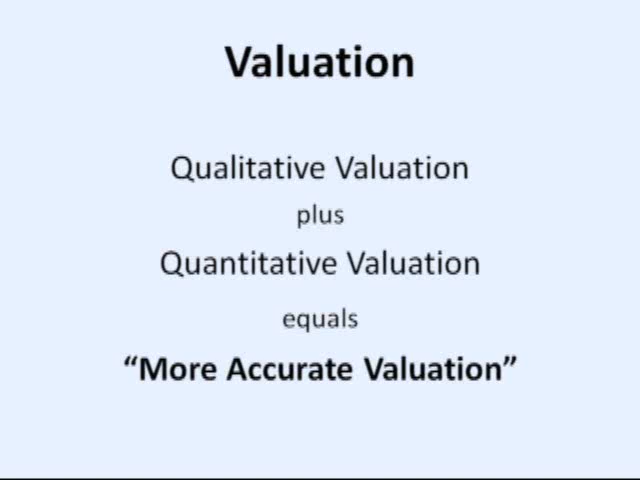 Valuation
Qualitative Valuation
plus
Quantitative Valuation
equals
“More Accurate Valuation”